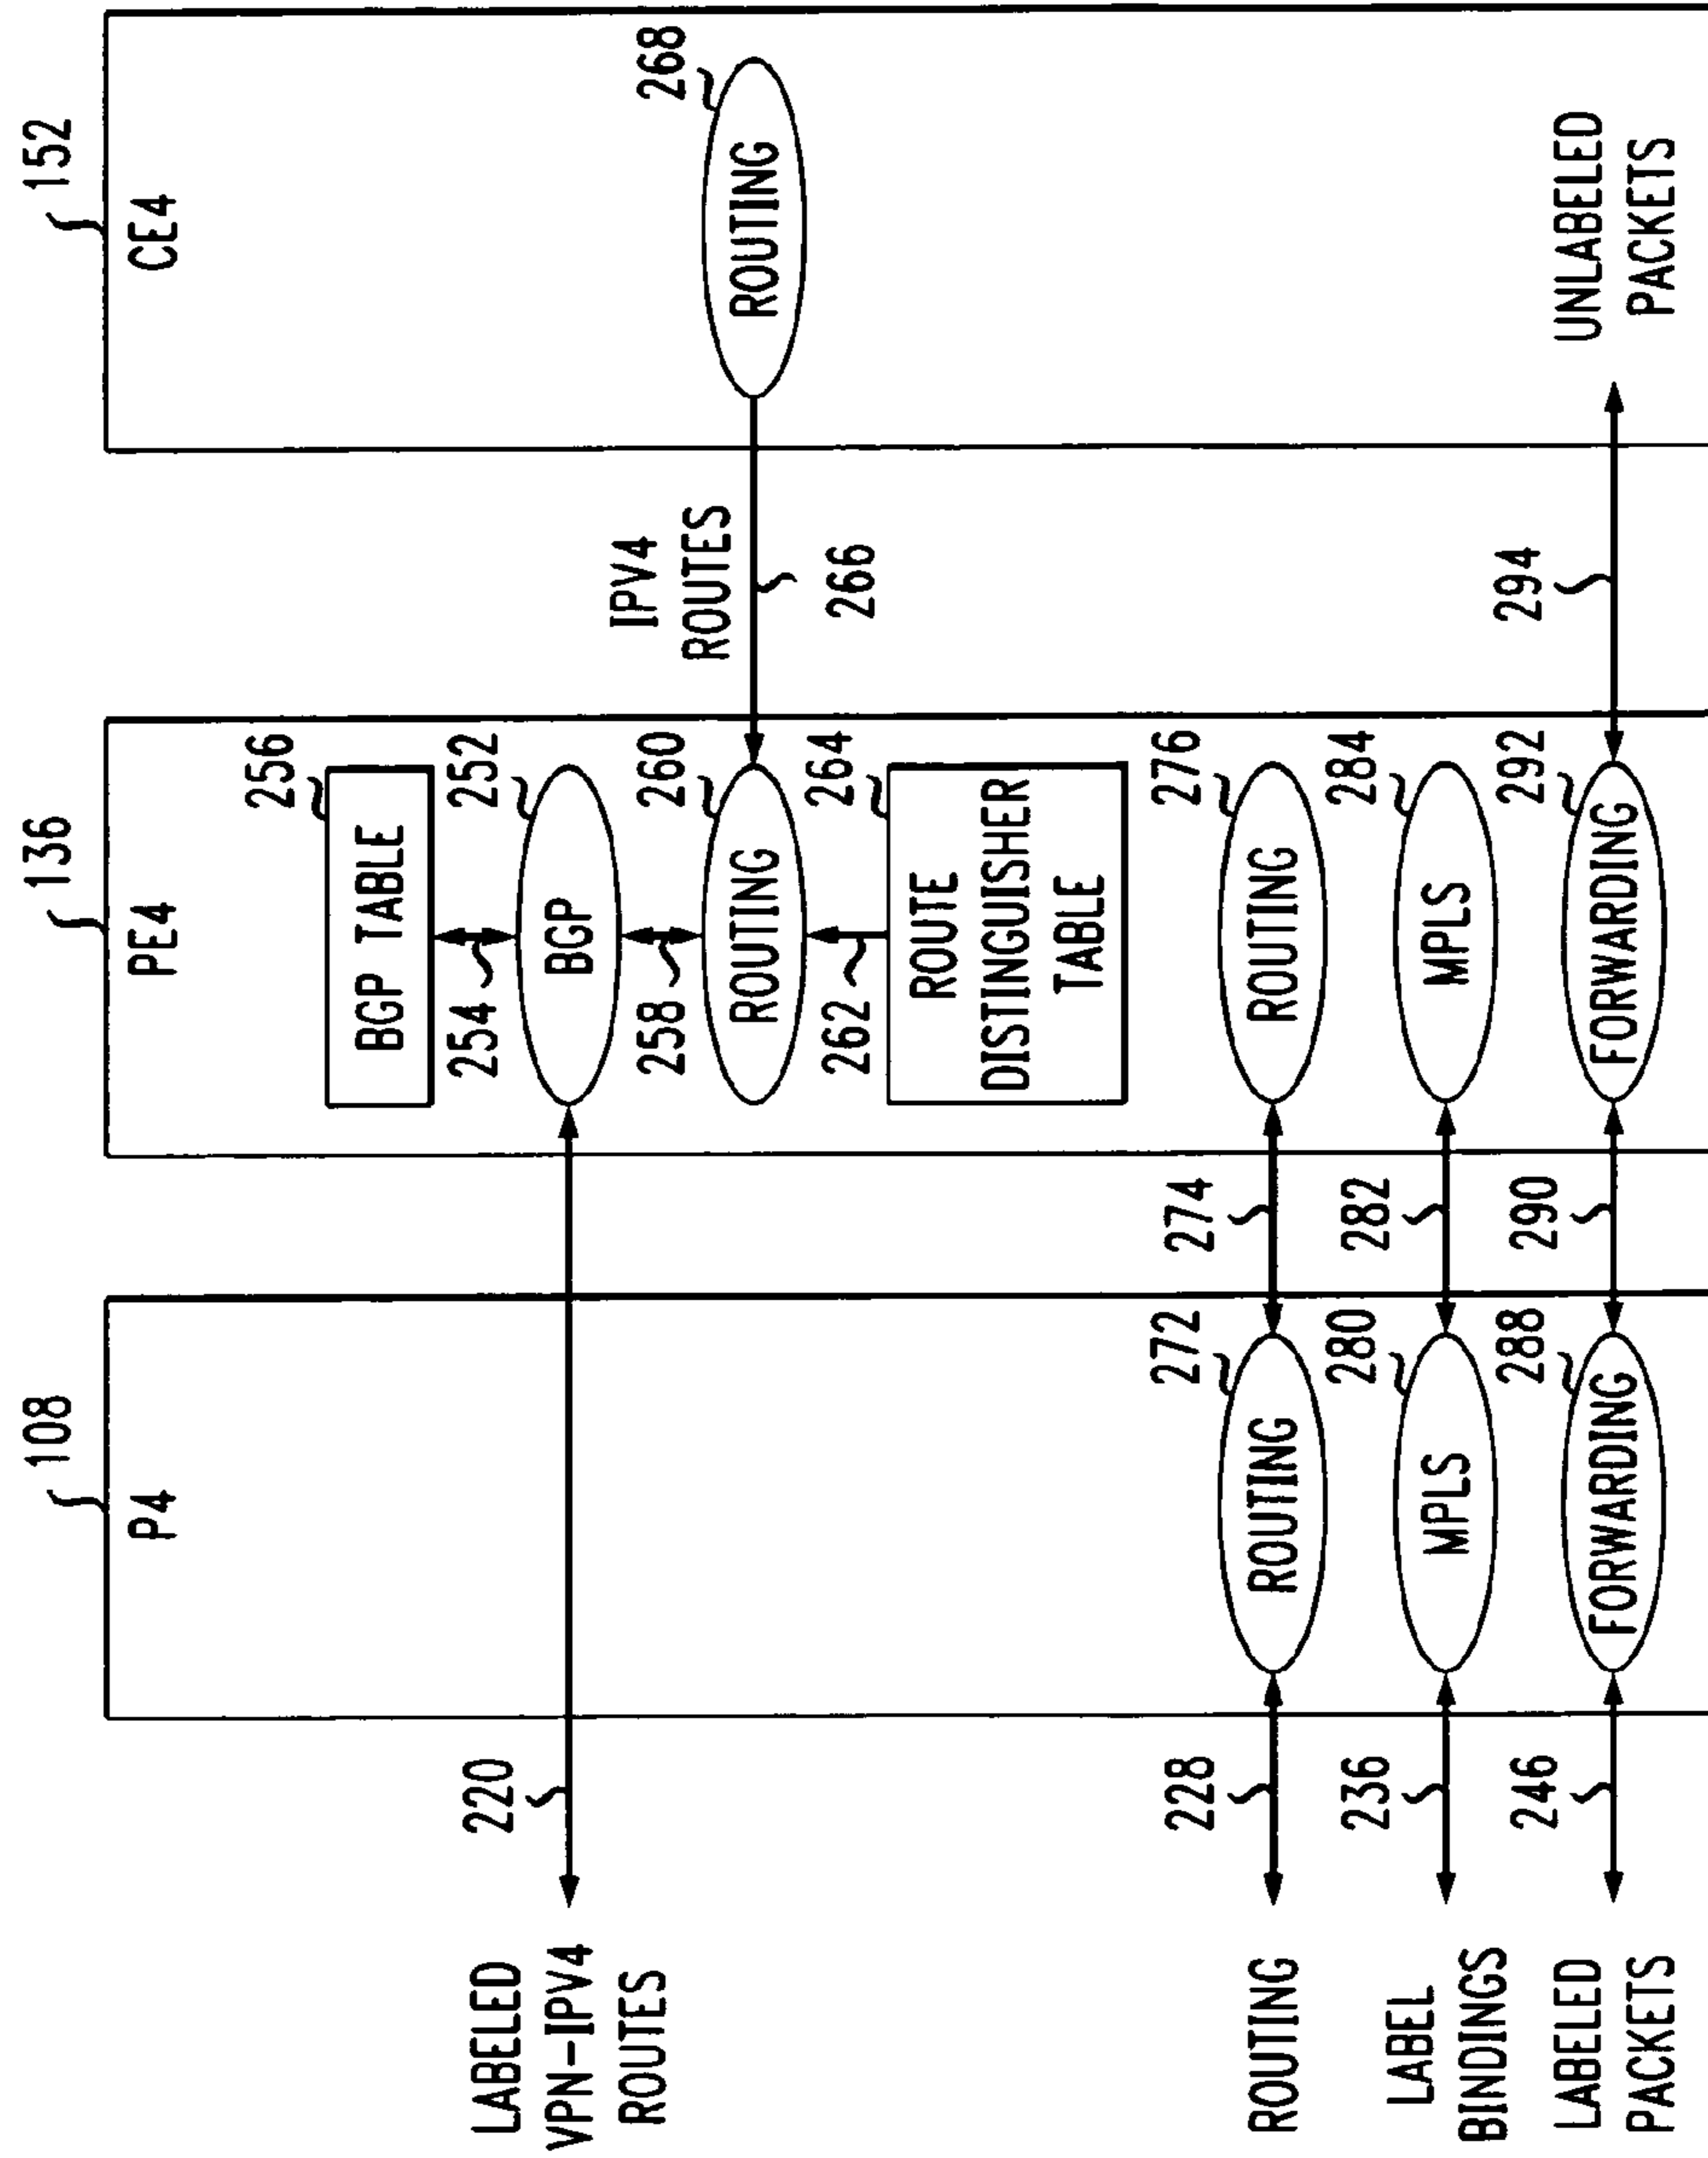 108
136
152
P4
PE4
CE4
256
BGP TABLE
254
252
LABELED
VPN-IPV4
ROUTES
220
BGP
258
260
IPV4
ROUTES
268
ROUTING
ROUTING
266
262
264
ROUTE
DISTINGUISHER
TABLE
228
272
274
276
ROUTING
ROUTING
ROUTING
236
280
282
284
LABEL
BINDINGS
MPLS
MPLS
246
288
290
292
294
LABELED
PACKETS
FORWARDING
FORWARDING
UNLABELED
PACKETS